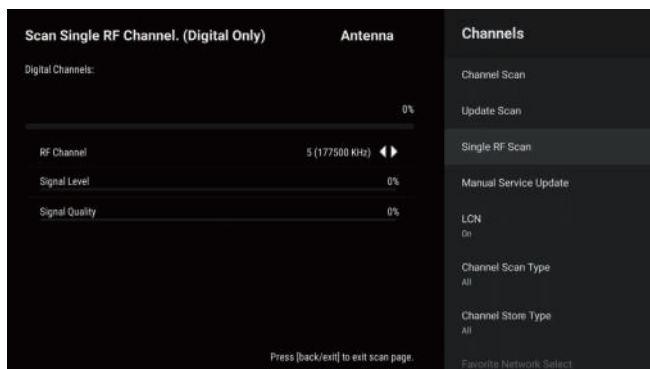 Scan Single RF Channel. (Digital Only) Antenna
Digital Channels:
0%
RF Channel 5 (177500 KHz)
Signal Level 0%
Signal Quality 0%
Press [back/exit] to exit scan page.
Channels
Channel Scan
Update Scan
Single RF Scan
Manual Service Update
LCN
On
Channel Scan Type
All
Channel Store Type
All
Favorite Network Select